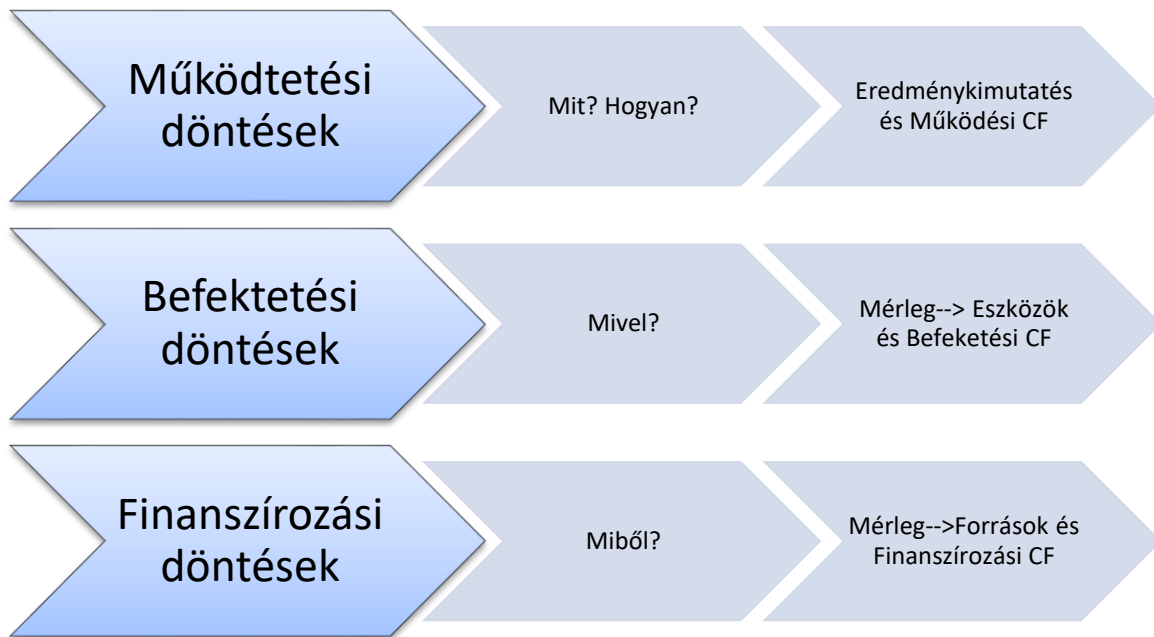 Működtetési
döntések
Mit? Hogyan?
Eredménykimutatás
és Működési CF
Befektetési
döntések
Mivel?
Mérleg--> Eszközök
és Befeketési CF
Finanszírozási
döntések
Miből?
Mérleg-->Források és
Finanszírozási CF